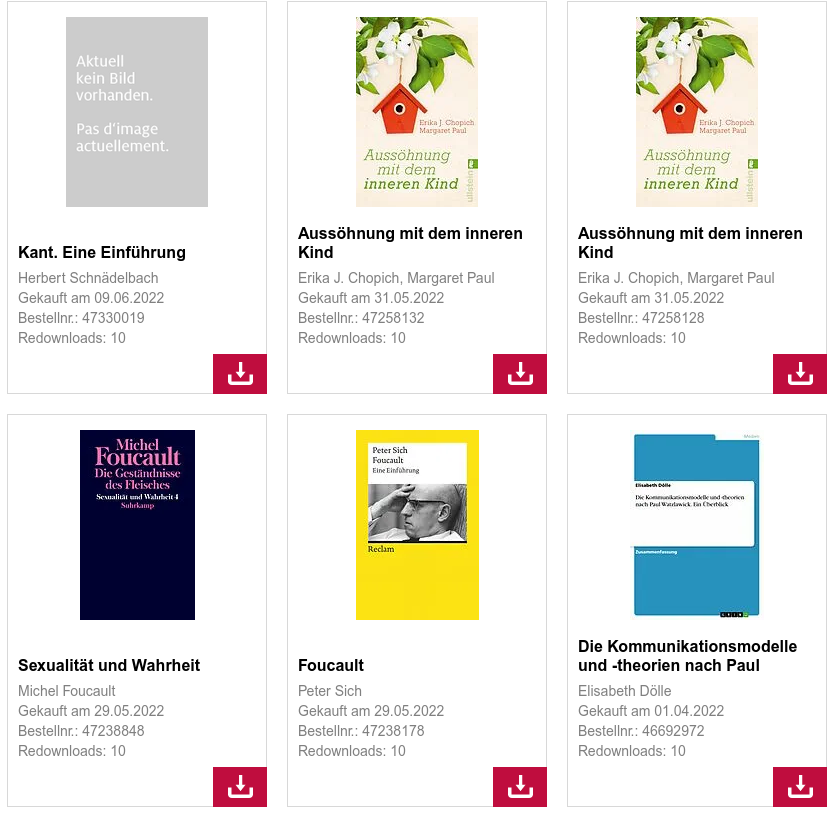 Aktuell
kein Bild
vorhanden.
Pas d'image
actuellement.
Kant. Eine Einführung
Herbert Schnädelbach
Gekauft am 09.06.2022
Bestellnr.: 47330019
Redownloads: 10
Erika J. Chopich
Margaret Paul
Aussöhnung
mit dem
inneren Kind
ullstein
Aussöhnung mit dem inneren
Kind
Erika J. Chopich, Margaret Paul
Gekauft am 31.05.2022
Bestellnr.: 47258132
Redownloads: 10
Erika J. Chopich
Margaret Paul
Aussöhnung
mit dem
inneren Kind
ullstein
Aussöhnung mit dem inneren
Kind
Erika J. Chopich, Margaret Paul
Gekauft am 31.05.2022
Bestellnr.: 47258128
Redownloads: 10
Michel
Foucault
Die Geständnisse
des Fleisches
Sexualität und Wahrheit 4
Suhrkamp
Sexualität und Wahrheit
Michel Foucault
Gekauft am 29.05.2022
Bestellnr.: 47238848
Redownloads: 10
Peter Sich
Foucault
Eine Einführung
Reclam
Foucault
Peter Sich
Gekauft am 29.05.2022
Bestellnr.: 47238178
Redownloads: 10
Elisabeth Dölle
Die Kommunikationsmodelle und -theorien
nach Paul Watzlawick. Ein Überblick
Zusammenfassung
Die Kommunikationsmodelle
und -theorien nach Paul
Elisabeth Dölle
Gekauft am 01.04.2022
Bestellnr.: 46692972
Redownloads: 10